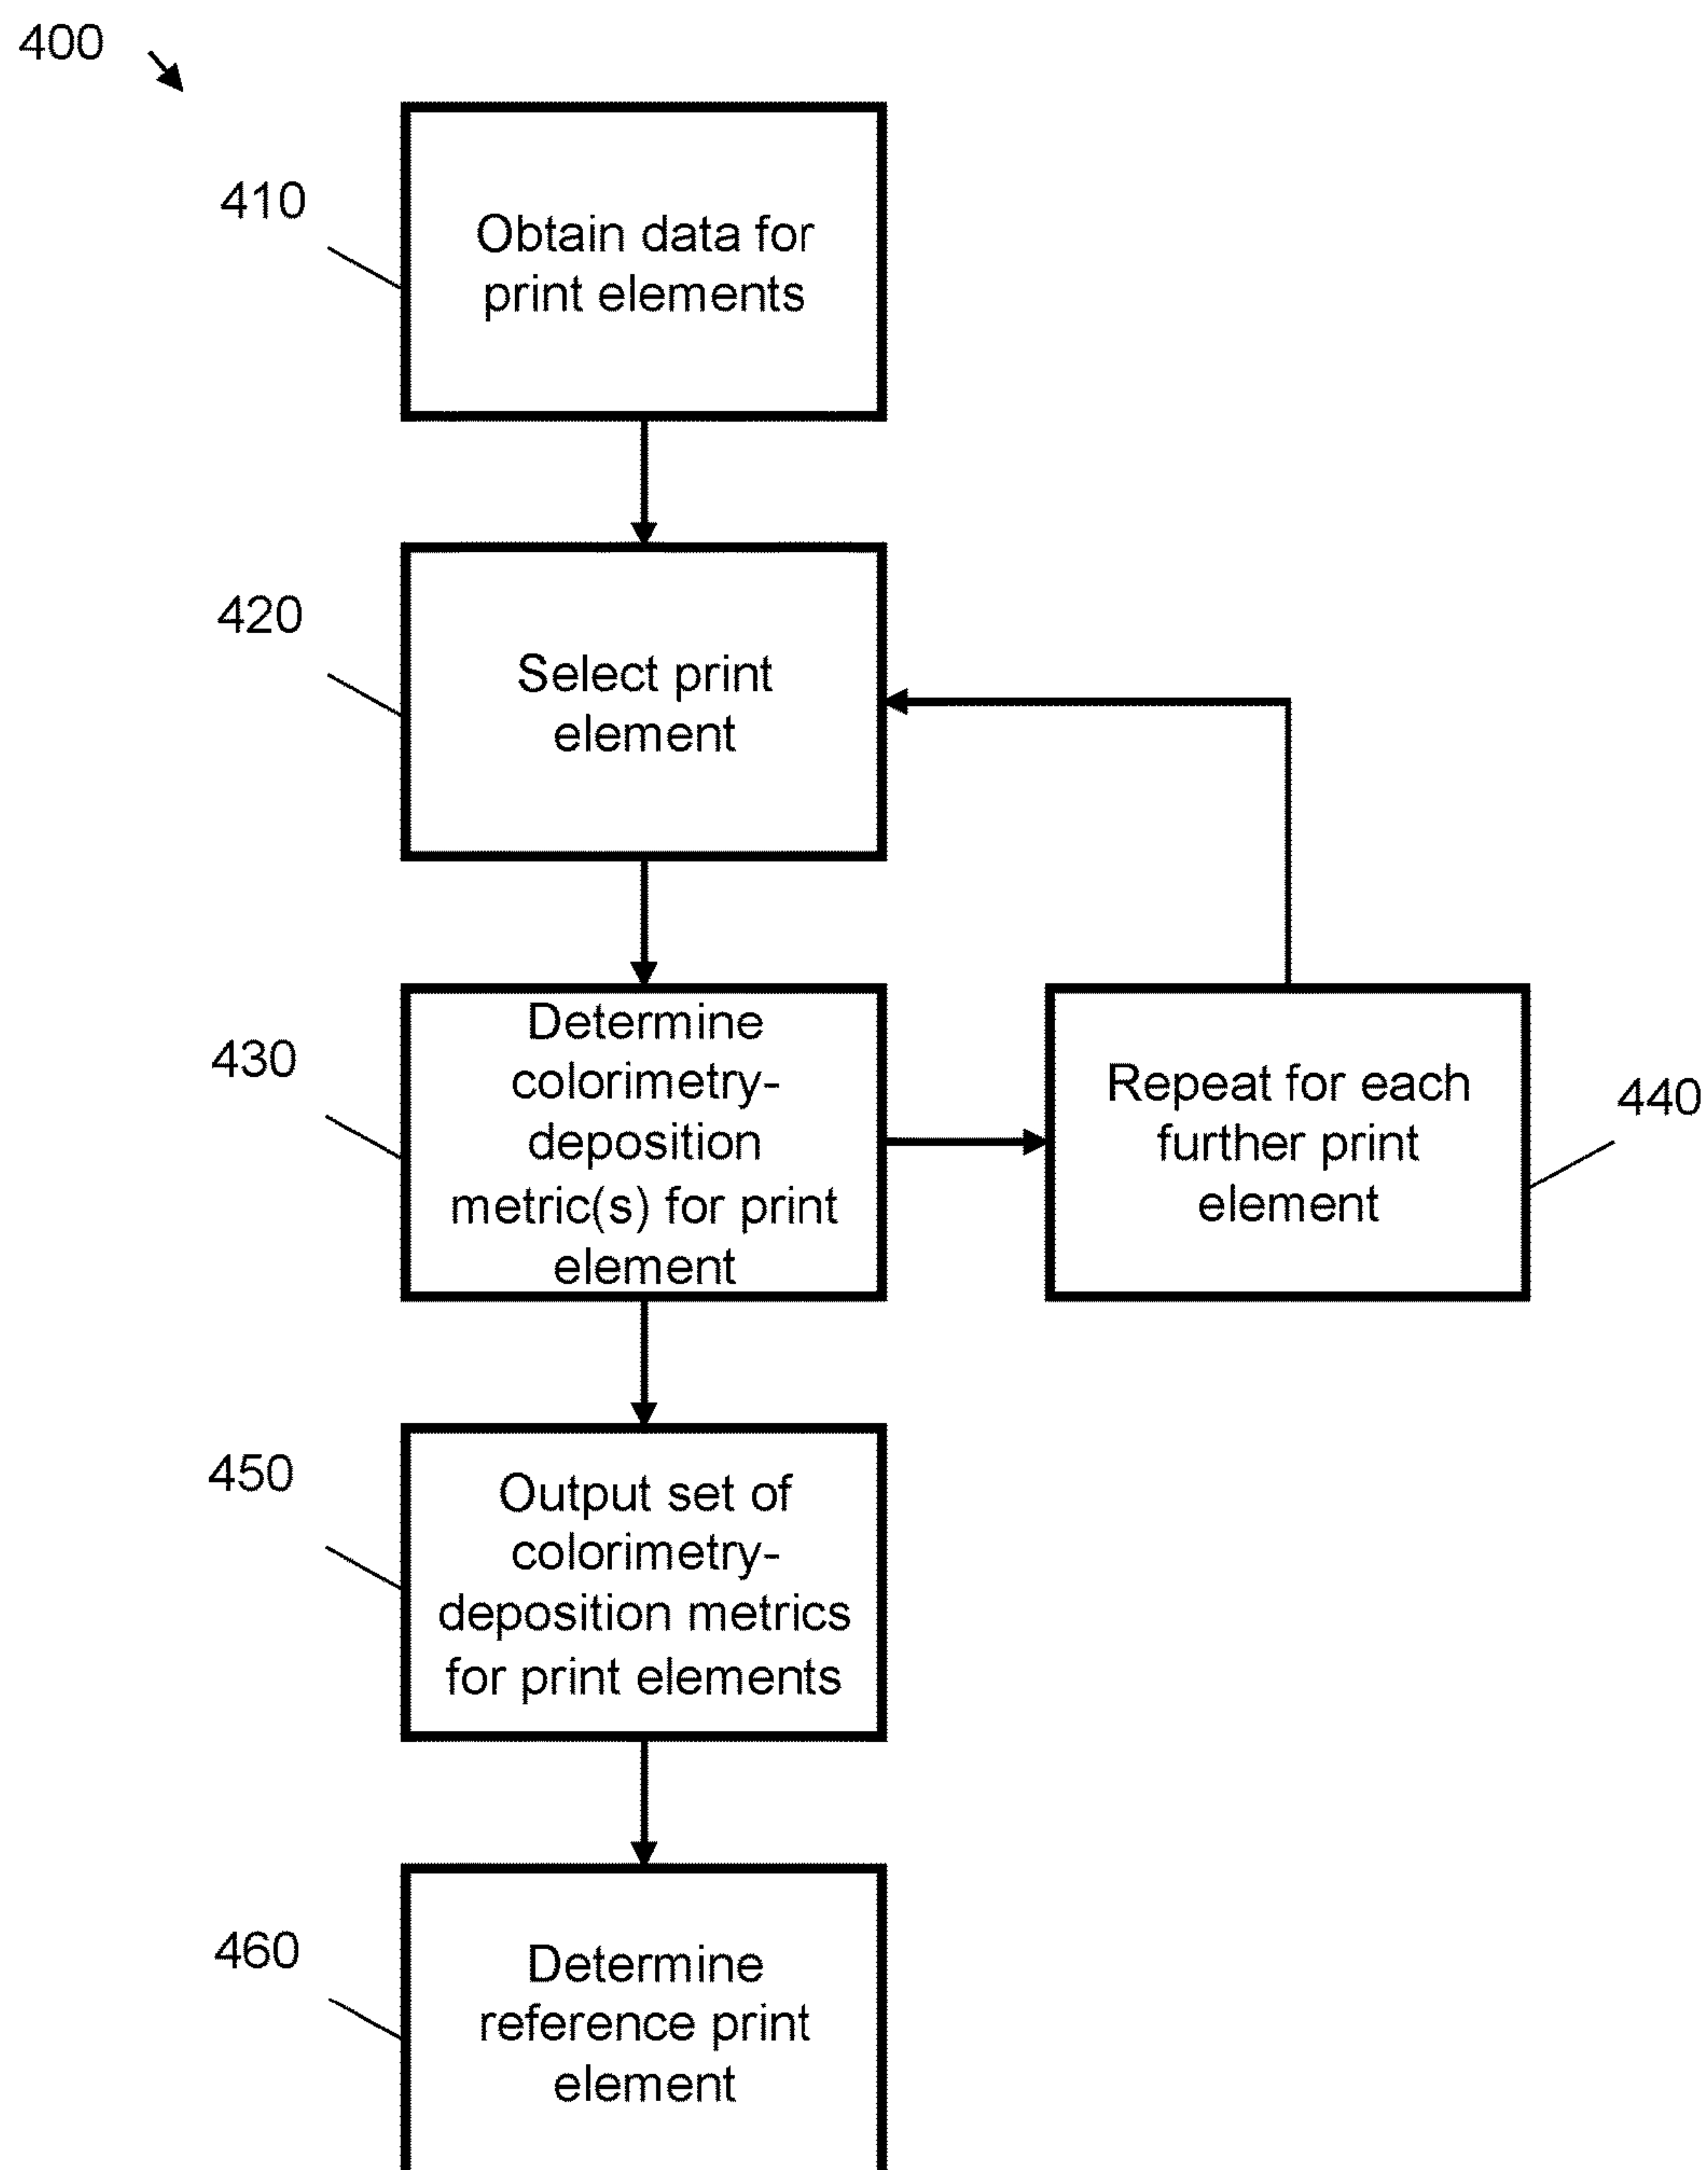 400
410
Obtain data for
print elements
420
Select print
element
430
Determine
colorimetry-
deposition
metric(s) for print
element
Repeat for each
further print
element
440
450
Output set of
colorimetry-
deposition metrics
for print elements
460
Determine
reference print
element